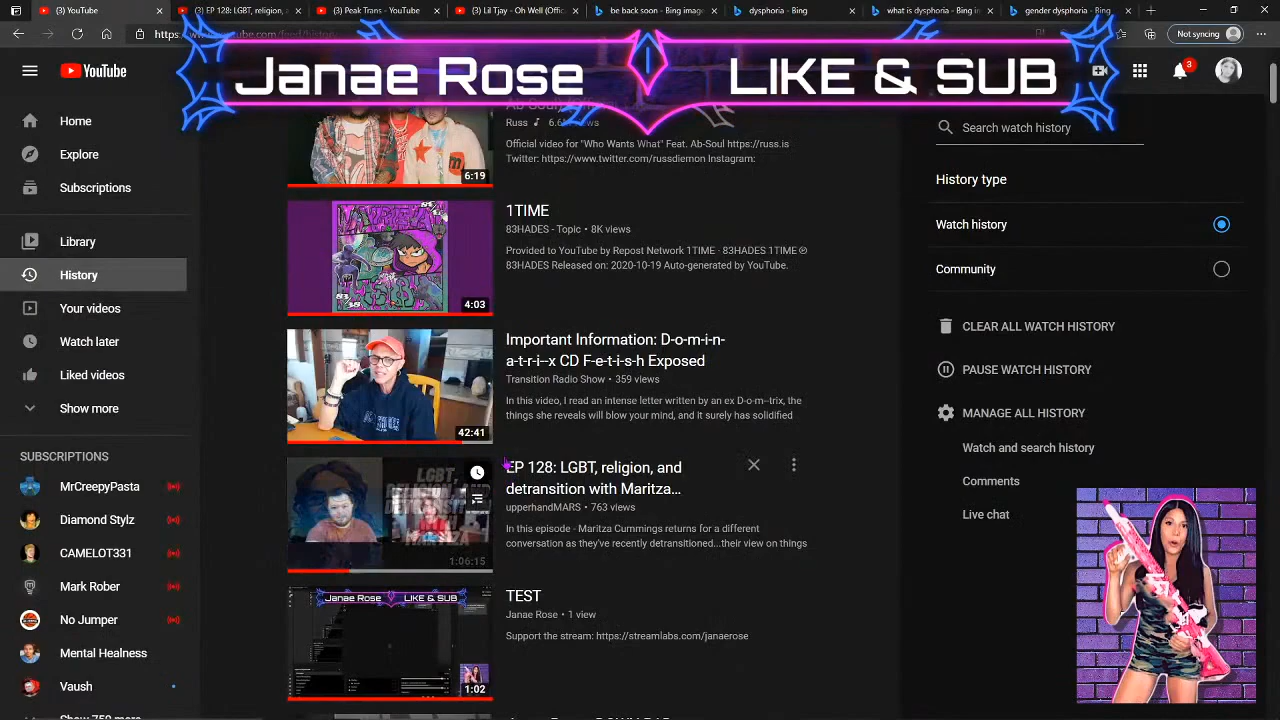 (3) YouTube
(3) EP 128: LGBT, religion, a
(3) Peak Trans - YouTube
(3) Lil Tjay - Oh Well (Offic
be back soon - Bing imag
dysphoria - Bing
what is dysphoria - Bing in
gender dysphoria - Bing
Not syncing
Janae Rose
LIKE & SUB
YouTube
3
Home
Explore
Subscriptions
Library
History
Your videos
Watch later
Liked videos
Show more
SUBSCRIPTIONS
MrCreepyPasta
Diamond Stylz
CAMELOT331
Mark Rober
Russ
Official video for "Who Wants What" Feat. Ab-Soul https://russ.is
Twitter: https://www.twitter.com/russdiemon Instagram:
6:19
1TIME
83HADES - Topic • 8K views
Provided to YouTube by Repost Network 1TIME · 83HADES 1TIME ℗
83HADES Released on: 2020-10-19 Auto-generated by YouTube.
4:03
Important Information: D-o-m-i-n-
a-t-r-i-x CD F-e-t-i-s-h Exposed
Transition Radio Show • 359 views
In this video, I read an intense letter written by an ex D-o-m--trix, the
things she reveals will blow your mind, and it surely has solidified
42:41
EP 128: LGBT, religion, and
detransition with Maritza...
upperhandMARS • 763 views
In this episode - Maritza Cummings returns for a different
conversation as they've recently detransitioned...their view on things
LGBT,
RELIGION,
1:06:15
TEST
Janae Rose • 1 view
Support the stream: https://streamlabs.com/janaerose
Janae Rose
LIKE & SUB
1:02
Search watch history
History type
Watch history
Community
CLEAR ALL WATCH HISTORY
PAUSE WATCH HISTORY
MANAGE ALL HISTORY
Watch and search history
Comments
Live chat